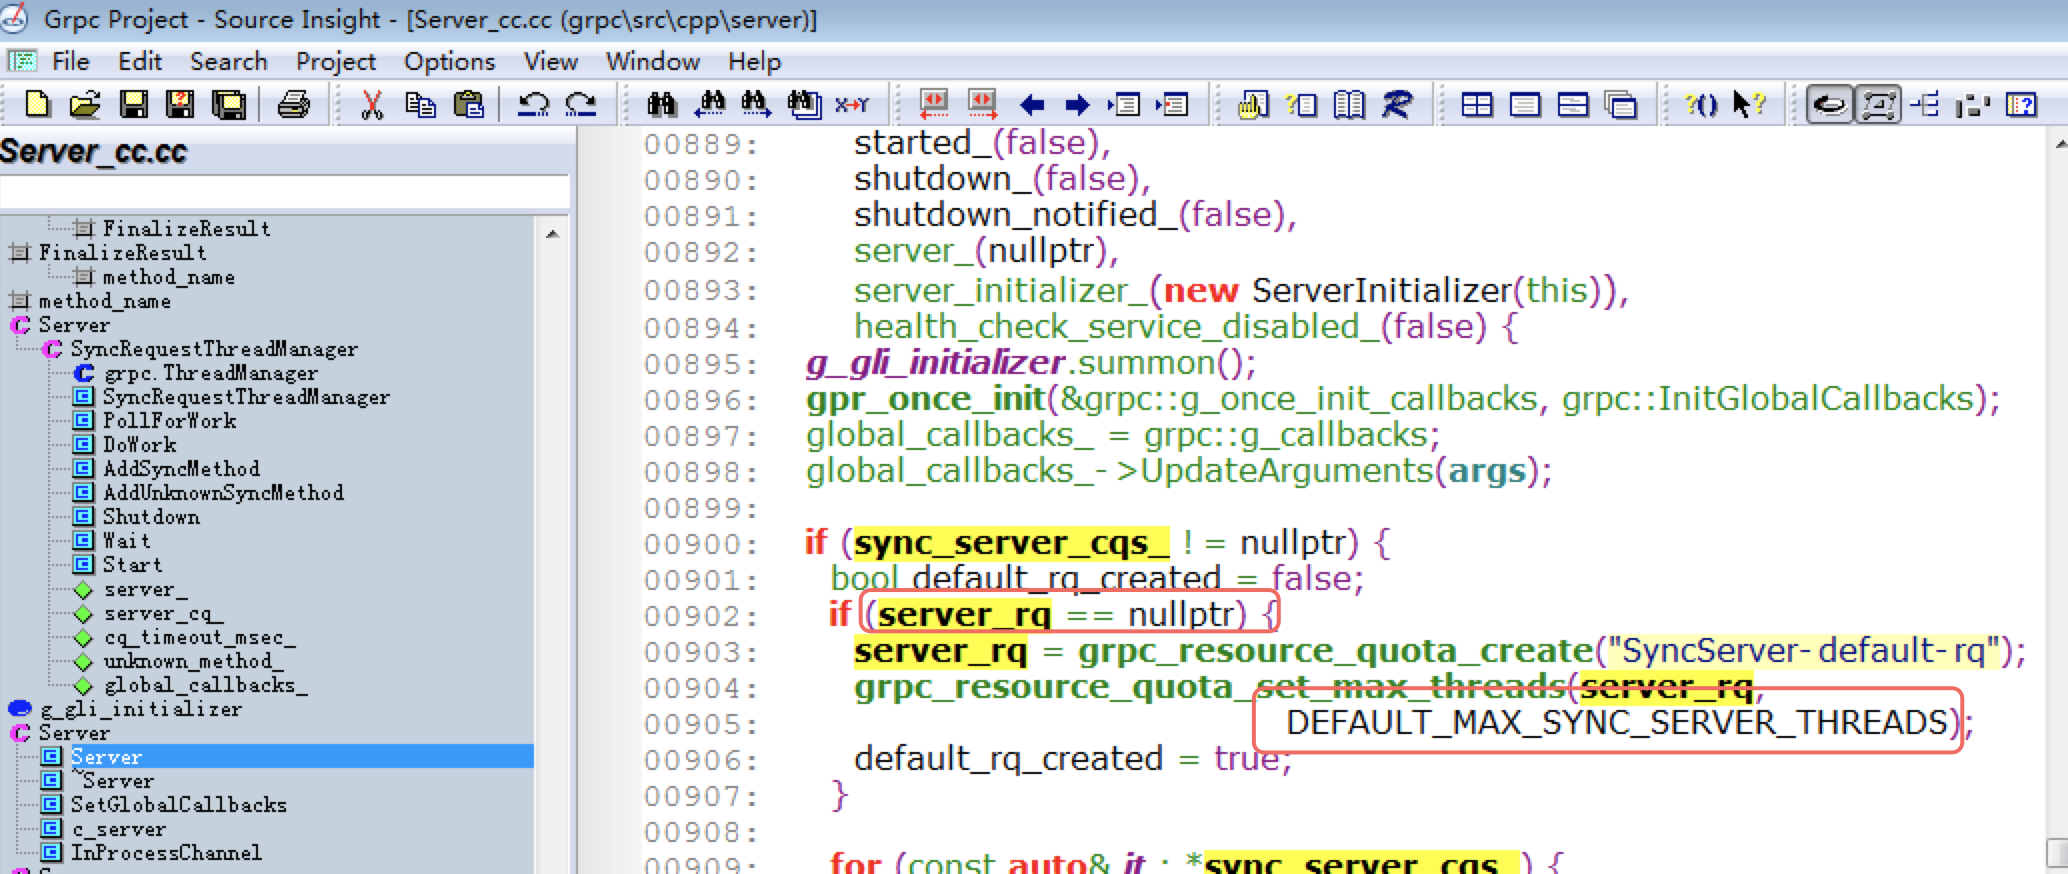 Grpc Project - Source Insight - [Server_cc.cc (grpc\src\cpp\server)]
File Edit Search Project Options View Window Help
Server_cc.cc
FinalizeResult
FinalizeResult
method_name
method_name
Server
SyncRequestThreadManager
grpc.ThreadManager
SyncRequestThreadManager
PollForWork
DoWork
AddSyncMethod
AddUnknownSyncMethod
Shutdown
Wait
Start
server_
server_cq_
cq_timeout_msec_
unknown_method_
global_callbacks_
g_gli_initializer
Server
Server
~Server
SetGlobalCallbacks
c_server
InProcessChannel
00889: started_(false),
00890: shutdown_(false),
00891: shutdown_notified_(false),
00892: server_(nullptr),
00893: server_initializer_(new ServerInitializer(this)),
00894: health_check_service_disabled_(false) {
00895: g_gli_initializer.summon();
00896: gpr_once_init(&grpc::g_once_init_callbacks, grpc::InitGlobalCallbacks);
00897: global_callbacks_ = grpc::g_callbacks;
00898: global_callbacks_->UpdateArguments(args);
00899:
00900: if (sync_server_cqs_ != nullptr) {
00901: bool default_rq_created = false;
00902: if (server_rq == nullptr) {
00903: server_rq = grpc_resource_quota_create("SyncServer-default-rq");
00904: grpc_resource_quota_set_max_threads(server_rq,
00905: DEFAULT_MAX_SYNC_SERVER_THREADS);
00906: default_rq_created = true;
00907: }
00908:
00909: for (const auto& it : *sync_server_cqs_) {